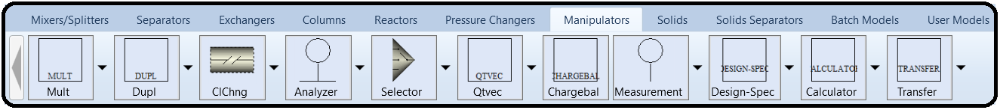 Mixers/Splitters Separators Exchangers Columns Reactors Pressure Changers Manipulators Solids Solids Separators Batch Models User Models
MULT DUPL QTVEC CHARGEBAL DESIGN-SPEC CALCULATOR TRANSFER
Mult Dupl ClChng Analyzer Selector Qtvec Chargebal Measurement Design-Spec Calculator Transfer